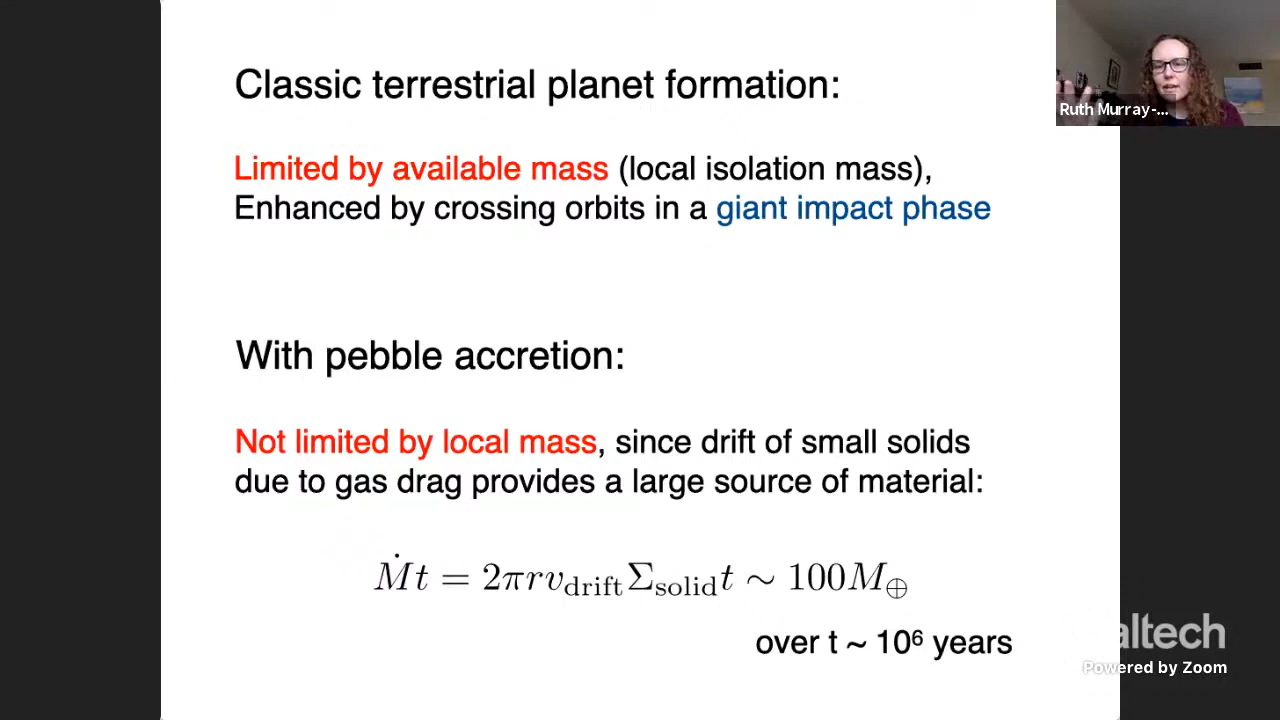 Classic terrestrial planet formation:
Ruth Murray-...
Limited by available mass (local isolation mass),
Enhanced by crossing orbits in a giant impact phase
With pebble accretion:
Not limited by local mass, since drift of small solids
due to gas drag provides a large source of material:
Ṁt = 2πrv_drift Σ_solid t ∼ 100M_⊕
over t ~ 10⁶ years
altech
Powered by Zoom